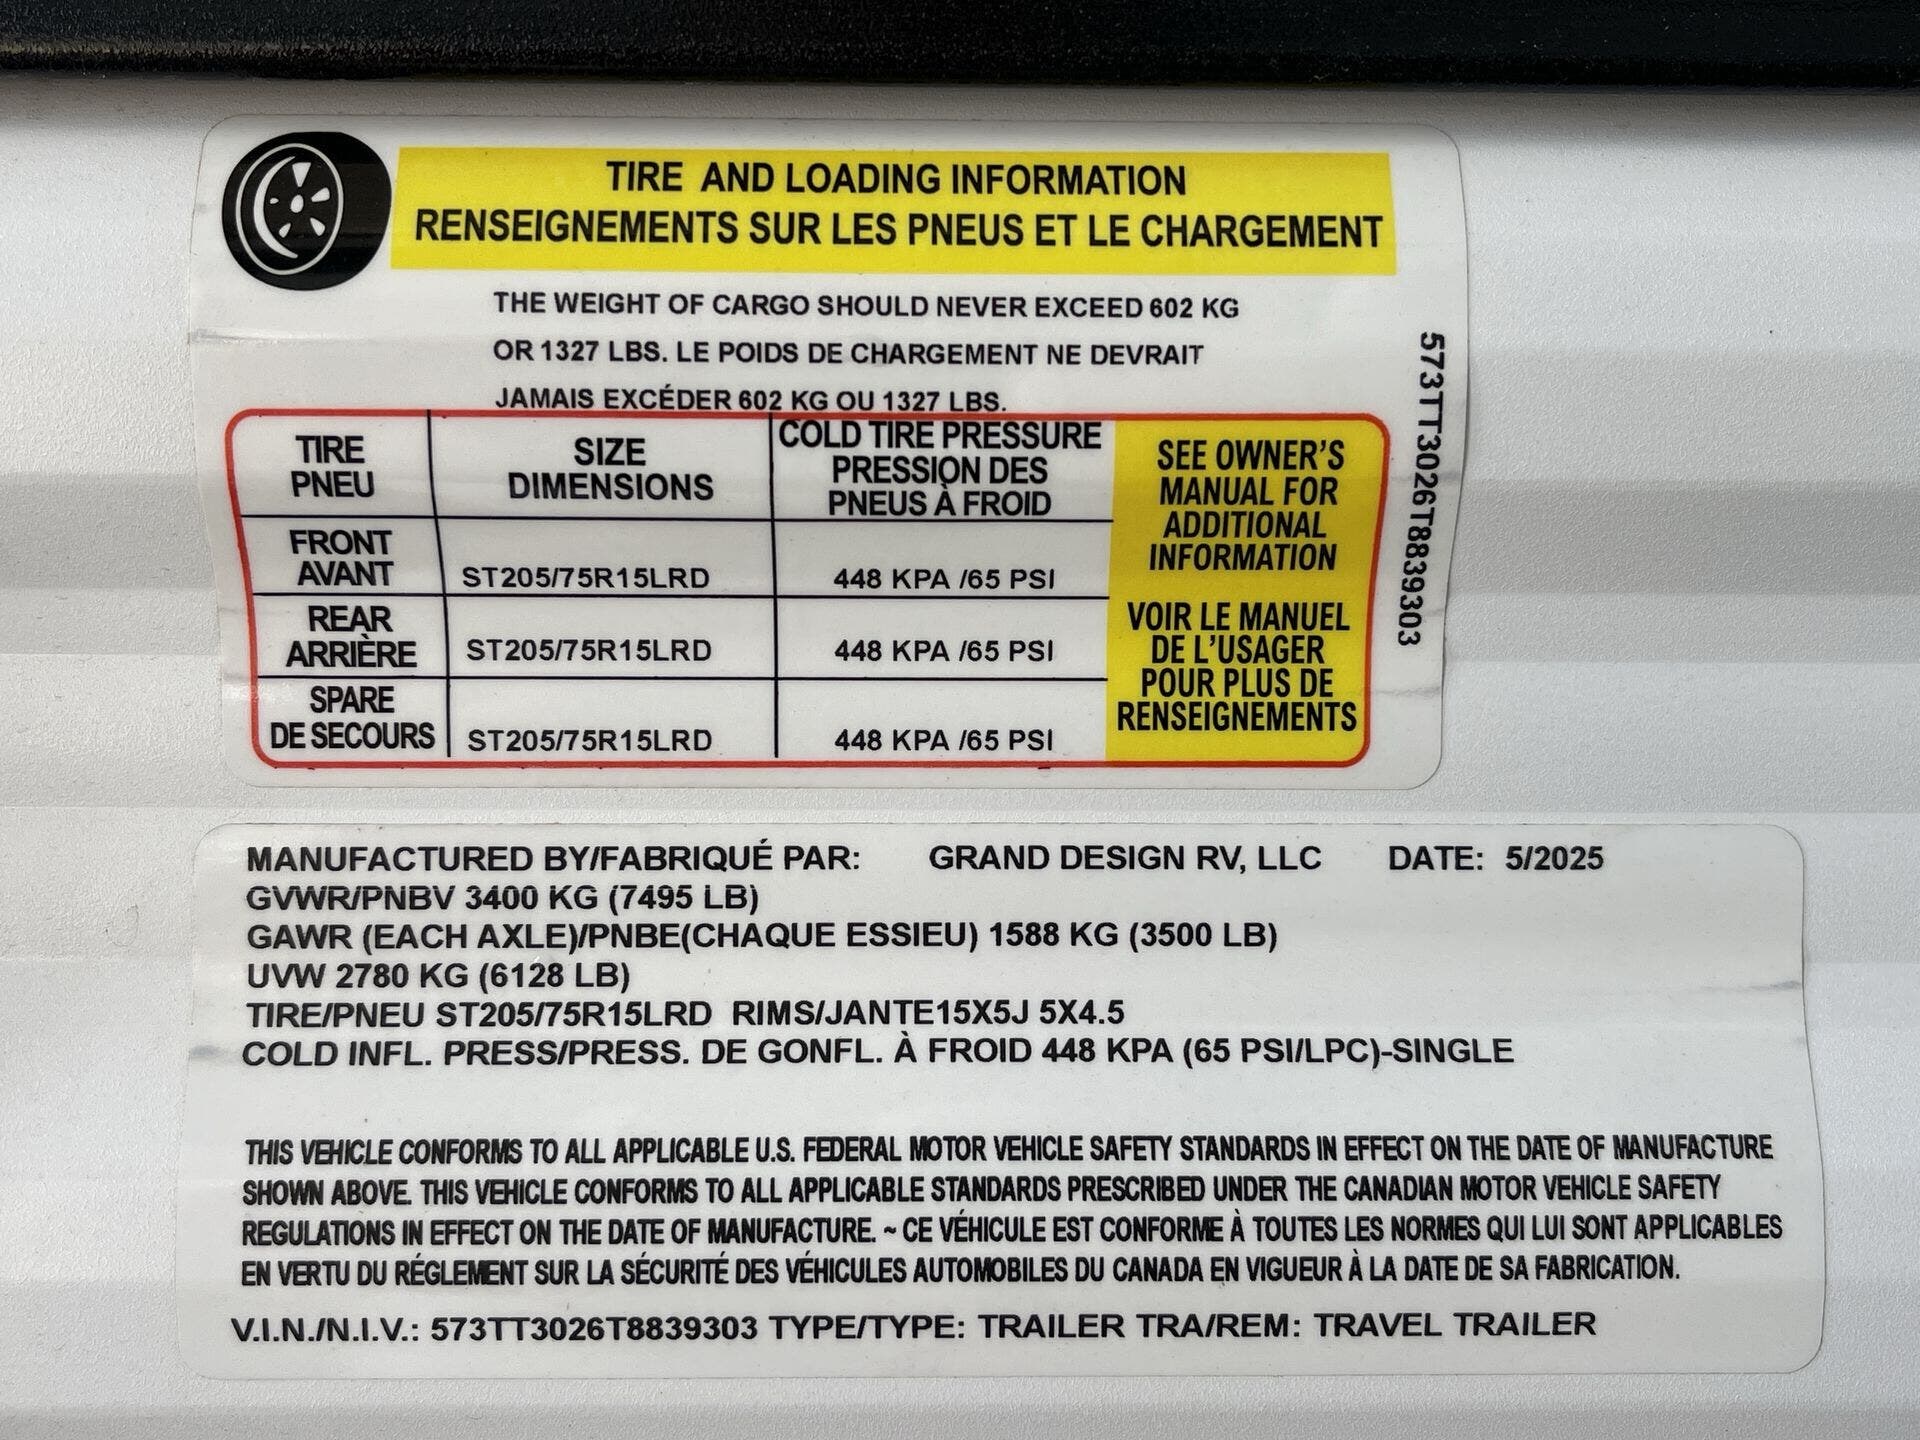 TIRE AND LOADING INFORMATION
RENSEIGNEMENTS SUR LES PNEUS ET LE CHARGEMENT
THE WEIGHT OF CARGO SHOULD NEVER EXCEED 602 KG
OR 1327 LBS. LE POIDS DE CHARGEMENT NE DEVRAIT
JAMAIS EXCÉDER 602 KG OU 1327 LBS.
TIRE
PNEU
SIZE
DIMENSIONS
COLD TIRE PRESSURE
PRESSION DES
PNEUS À FROID
FRONT
AVANT
ST205/75R15LRD
448 KPA /65 PSI
REAR
ARRIÈRE
ST205/75R15LRD
448 KPA /65 PSI
SPARE
DE SECOURS
ST205/75R15LRD
448 KPA /65 PSI
SEE OWNER'S
MANUAL FOR
ADDITIONAL
INFORMATION
VOIR LE MANUEL
DE L'USAGER
POUR PLUS DE
RENSEIGNEMENTS
573TT3026T8839303
MANUFACTURED BY/FABRIQUÉ PAR: GRAND DESIGN RV, LLC DATE: 5/2025
GVWR/PNBV 3400 KG (7495 LB)
GAWR (EACH AXLE)/PNBE(CHAQUE ESSIEU) 1588 KG (3500 LB)
UVW 2780 KG (6128 LB)
TIRE/PNEU ST205/75R15LRD RIMS/JANTE15X5J 5X4.5
COLD INFL. PRESS/PRESS. DE GONFL. À FROID 448 KPA (65 PSI/LPC)-SINGLE
THIS VEHICLE CONFORMS TO ALL APPLICABLE U.S. FEDERAL MOTOR VEHICLE SAFETY STANDARDS IN EFFECT ON THE DATE OF MANUFACTURE
SHOWN ABOVE. THIS VEHICLE CONFORMS TO ALL APPLICABLE STANDARDS PRESCRIBED UNDER THE CANADIAN MOTOR VEHICLE SAFETY
REGULATIONS IN EFFECT ON THE DATE OF MANUFACTURE. ~ CE VÉHICULE EST CONFORME À TOUTES LES NORMES QUI LUI SONT APPLICABLES
EN VERTU DU RÉGLEMENT SUR LA SÉCURITÉ DES VÉHICULES AUTOMOBILES DU CANADA EN VIGUEUR À LA DATE DE SA FABRICATION.
V.I.N./N.I.V.: 573TT3026T8839303 TYPE/TYPE: TRAILER TRA/REM: TRAVEL TRAILER